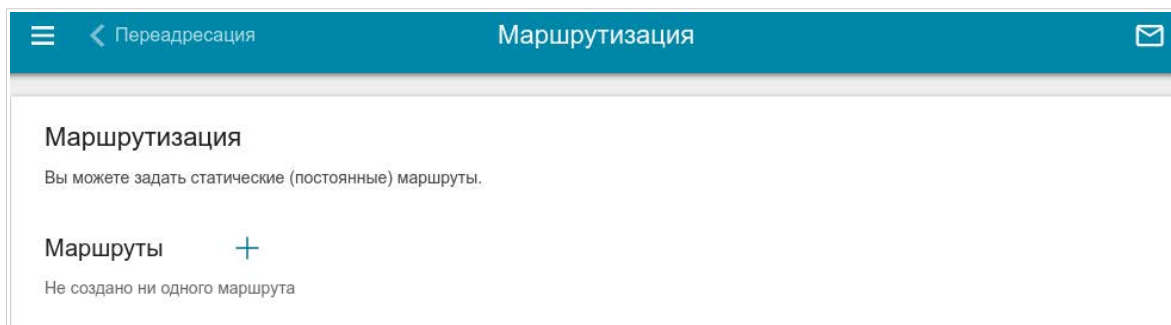 Переадресация
Маршрутизация
Маршрутизация
Вы можете задать статические (постоянные) маршруты.
Маршруты
Не создано ни одного маршрута